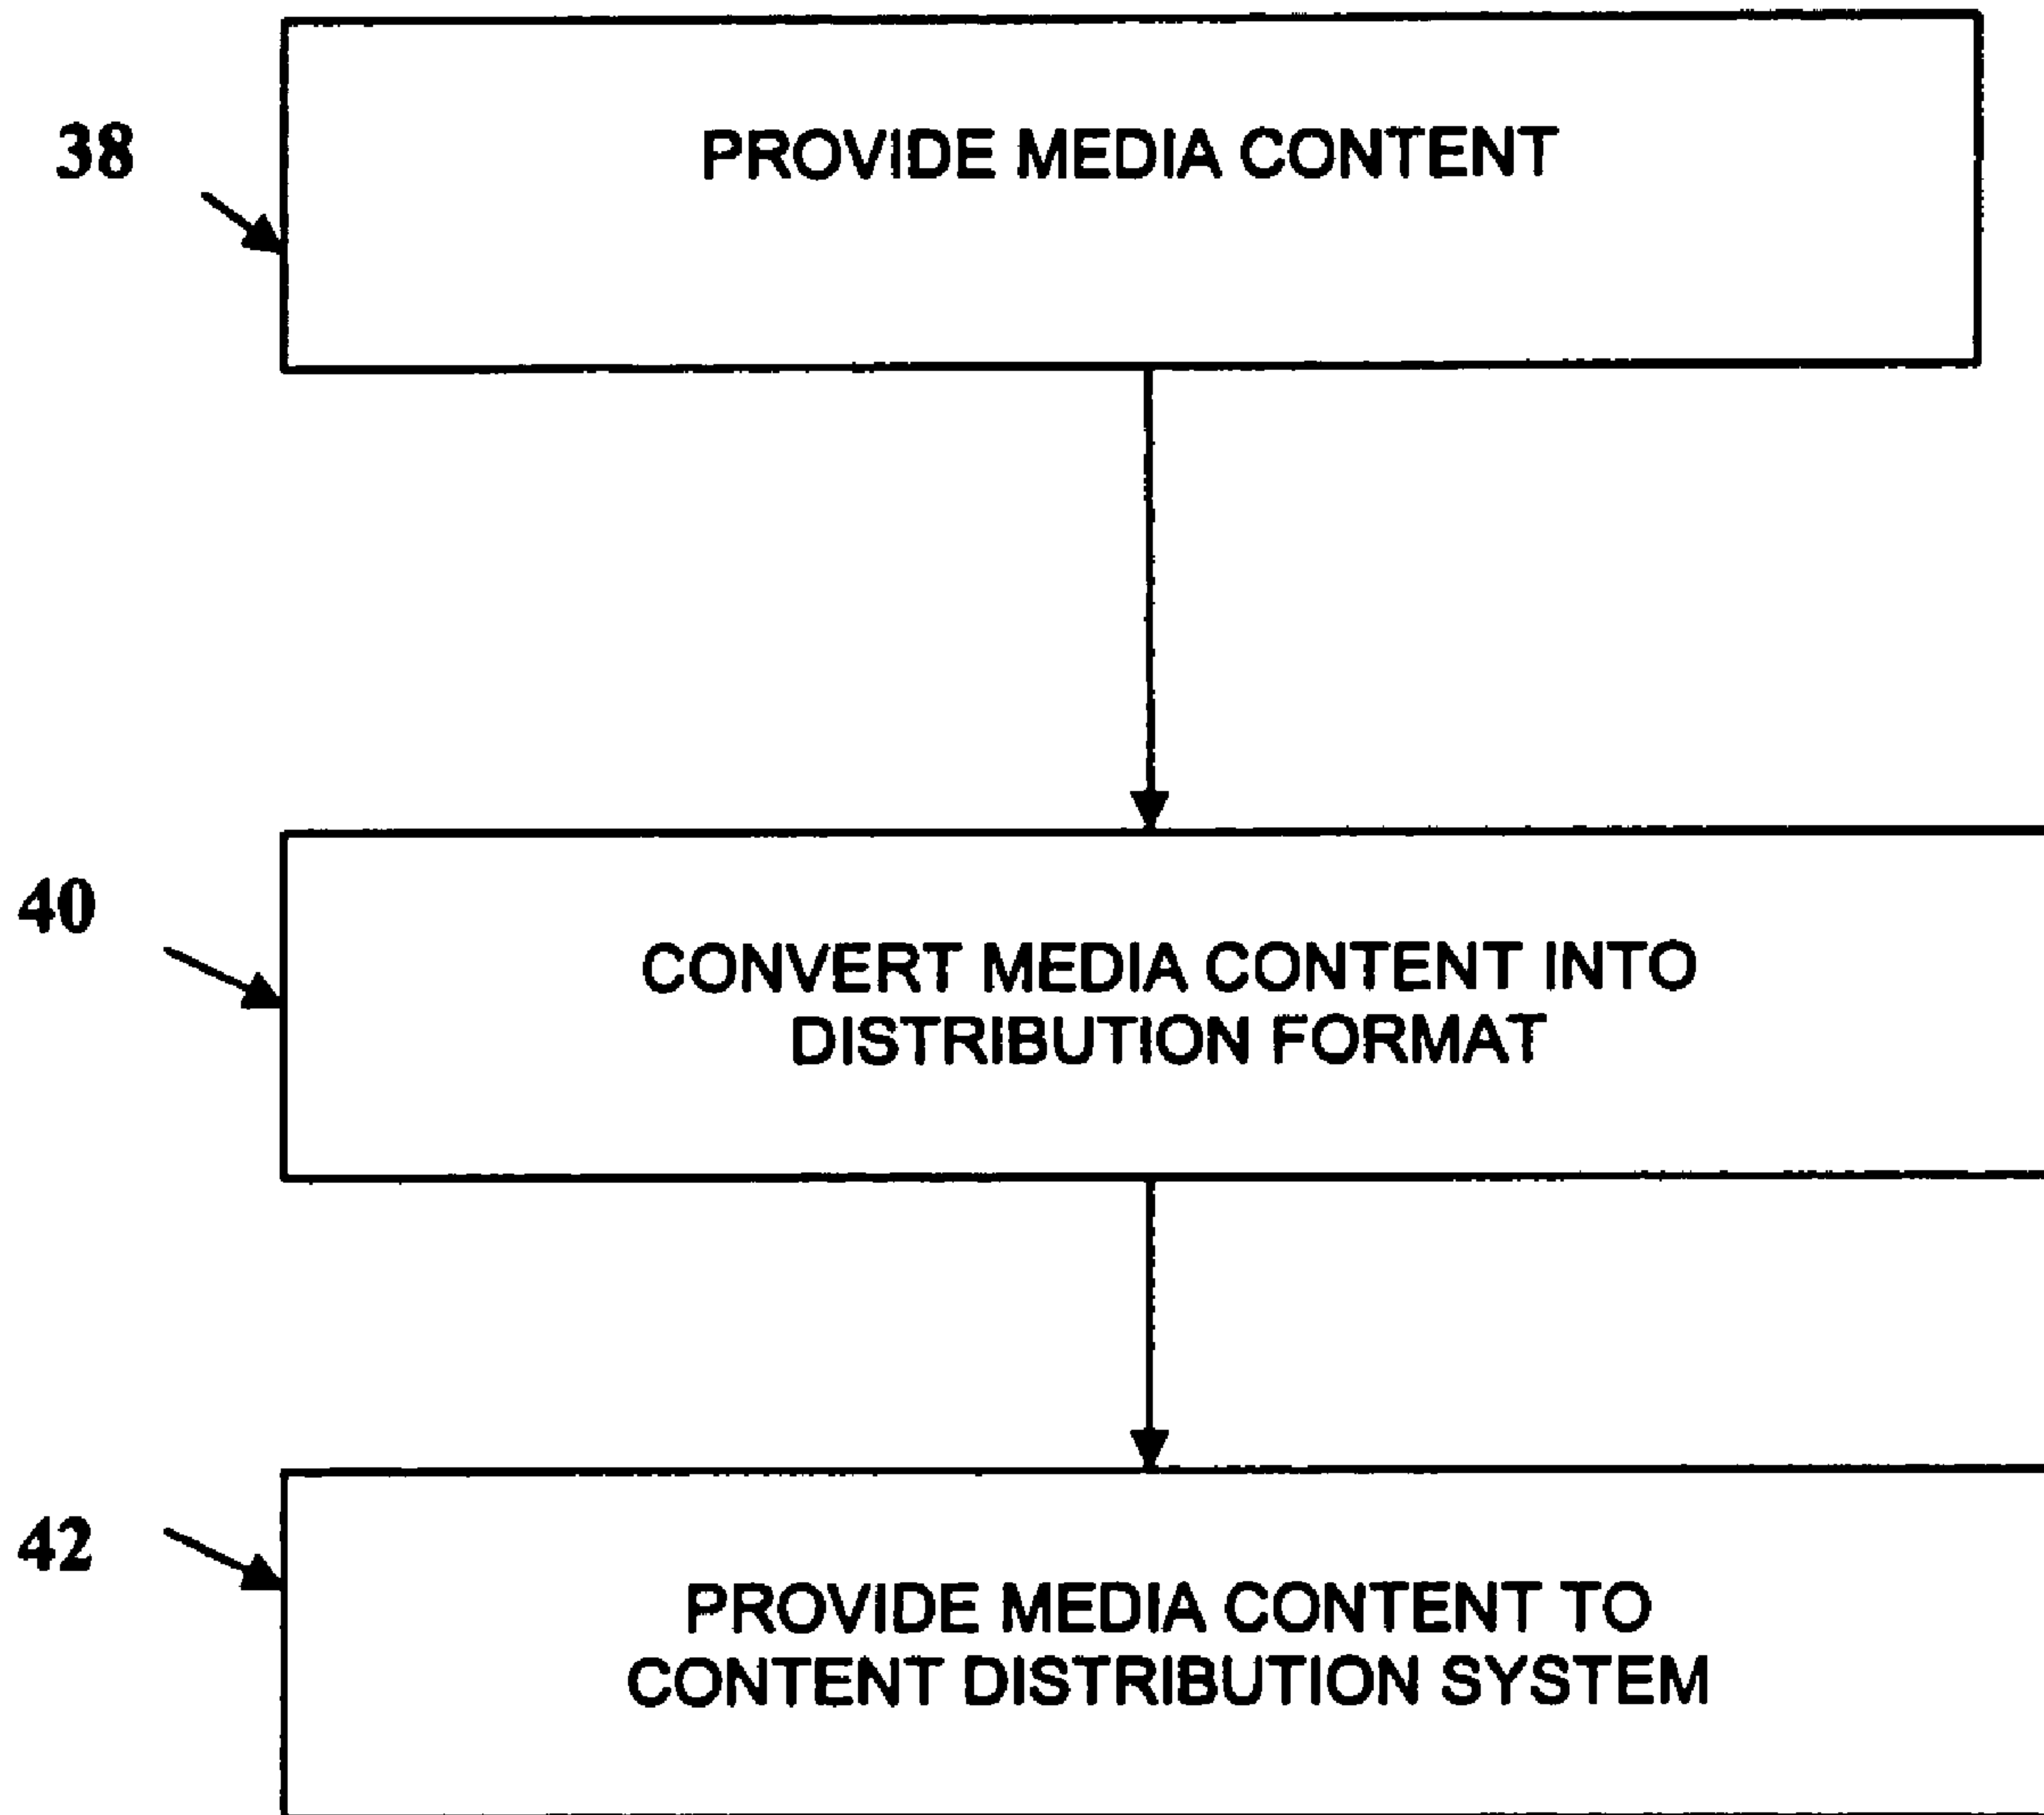 38
PROVIDE MEDIA CONTENT
40
CONVERT MEDIA CONTENT INTO
DISTRIBUTION FORMAT
42
PROVIDE MEDIA CONTENT TO
CONTENT DISTRIBUTION SYSTEM